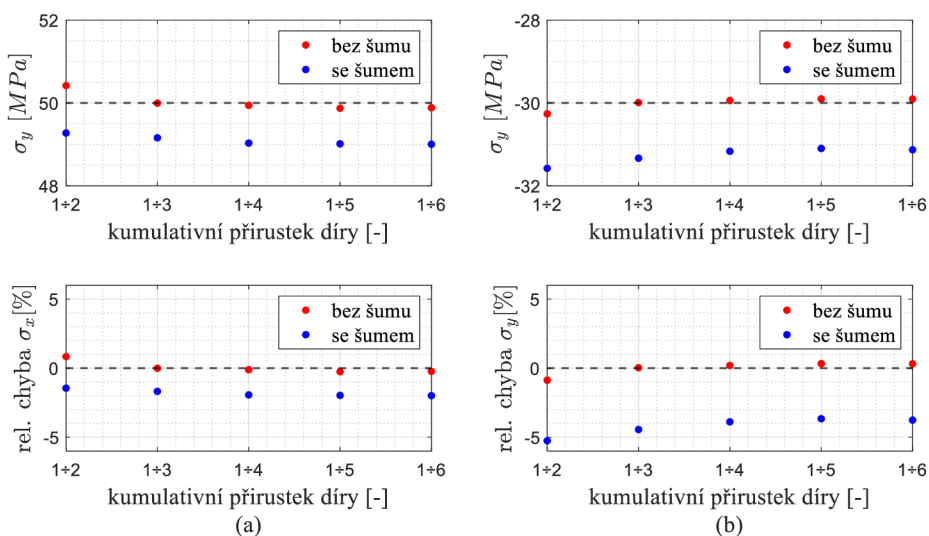 52
50
48
σ_y [MPa]
bez šumu
se šumem
1÷2 1÷3 1÷4 1÷5 1÷6
kumulativní přirustek díry [-]
-28
-30
-32
σ_y [MPa]
bez šumu
se šumem
1÷2 1÷3 1÷4 1÷5 1÷6
kumulativní přirustek díry [-]
5
0
-5
rel. chyba σ_x[%]
bez šumu
se šumem
1÷2 1÷3 1÷4 1÷5 1÷6
kumulativní přirustek díry [-]
(a)
5
0
-5
rel. chyba σ_y[%]
bez šumu
se šumem
1÷2 1÷3 1÷4 1÷5 1÷6
kumulativní přirustek díry [-]
(b)